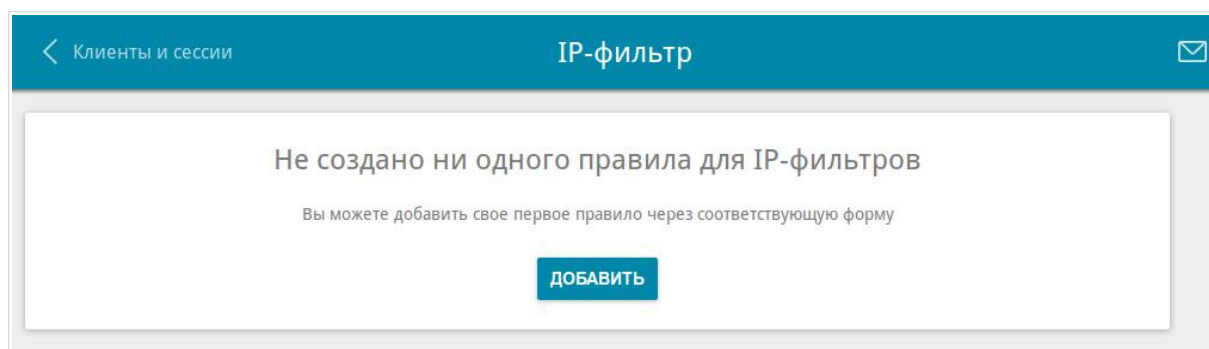 Клиенты и сессии
IP-фильтр
Не создано ни одного правила для IP-фильтров
Вы можете добавить свое первое правило через соответствующую форму
ДОБАВИТЬ